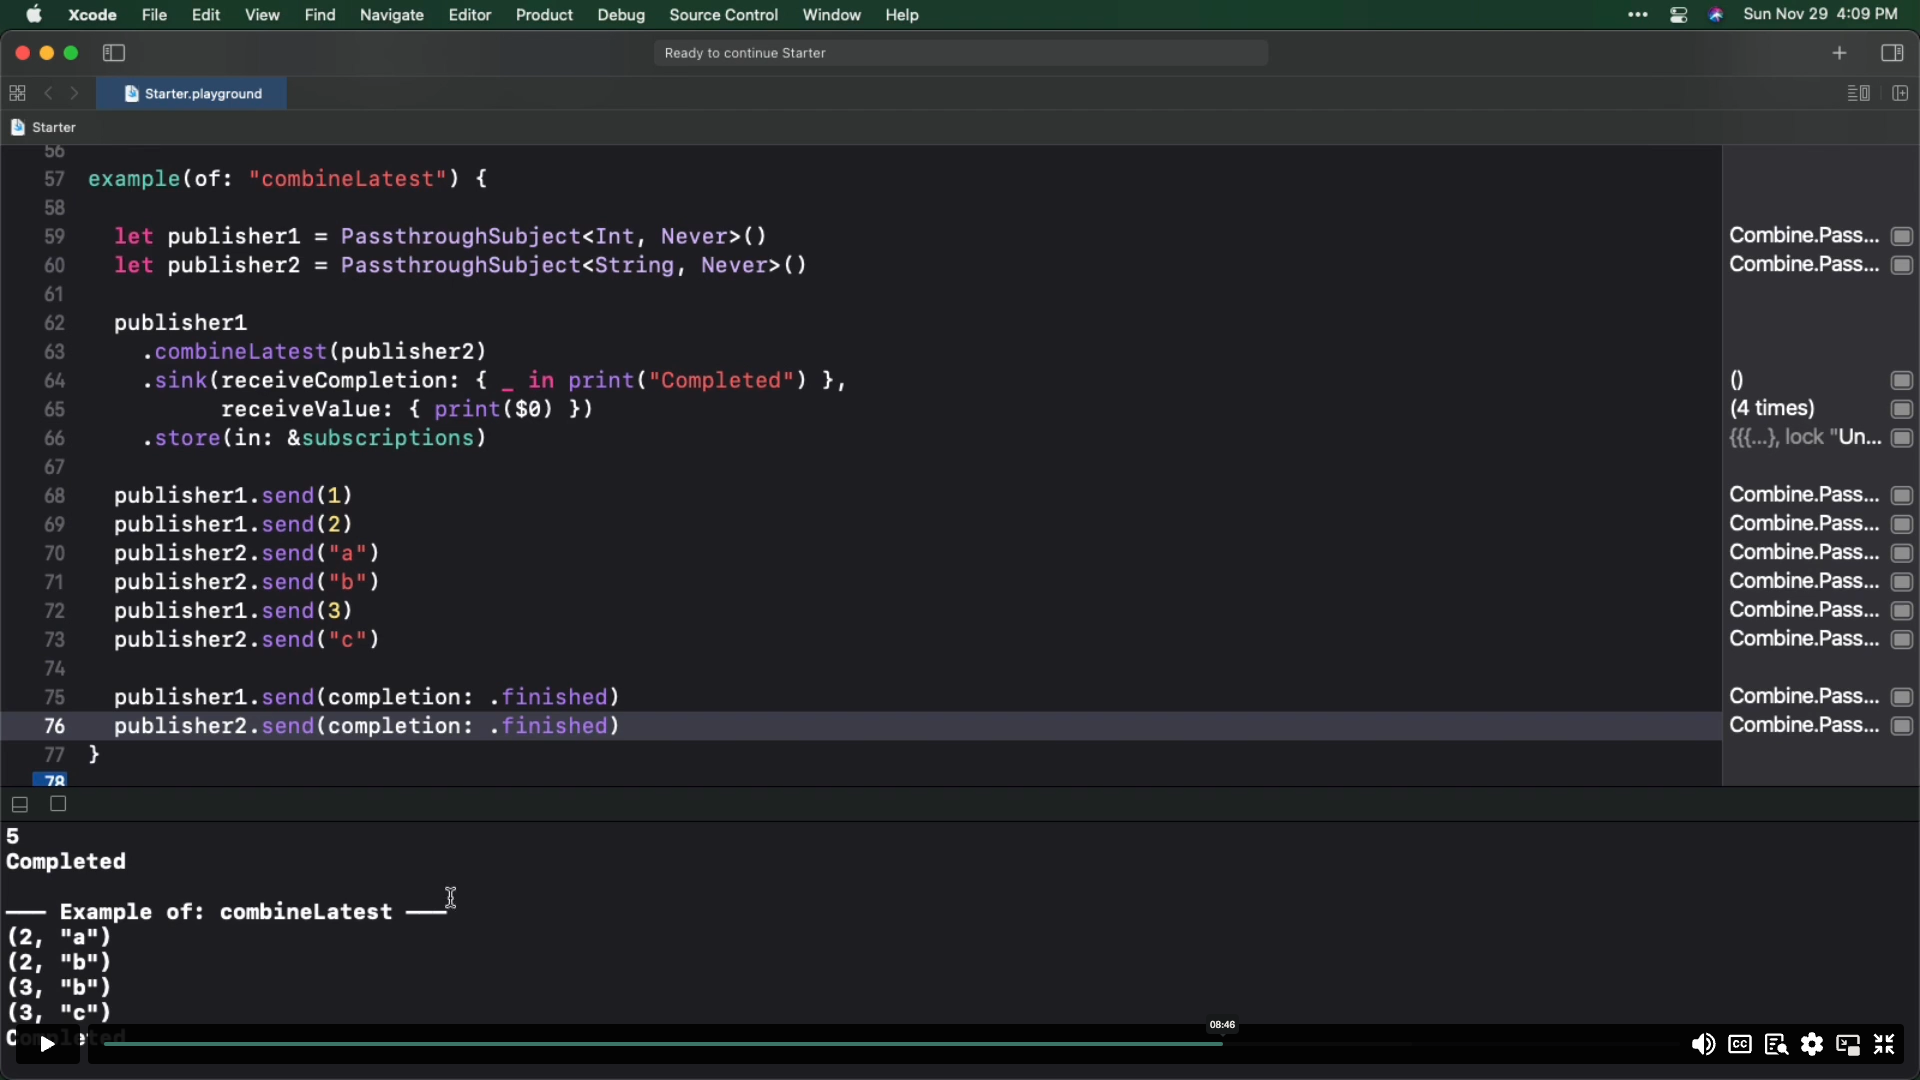 Xcode File Edit View Find Navigate Editor Product Debug Source Control Window Help Sun Nov 29 4:09 PM
Ready to continue Starter
Starter.playground
Starter
56
57 example(of: "combineLatest") {
58
59 let publisher1 = PassthroughSubject<Int, Never>() Combine.Pass...
60 let publisher2 = PassthroughSubject<String, Never>() Combine.Pass...
61
62 publisher1
63 .combineLatest(publisher2)
64 .sink(receiveCompletion: { _ in print("Completed") }, ()
65 receiveValue: { print($0) }) (4 times)
66 .store(in: &subscriptions) {{{...}, lock "Un...
67
68 publisher1.send(1) Combine.Pass...
69 publisher1.send(2) Combine.Pass...
70 publisher2.send("a") Combine.Pass...
71 publisher2.send("b") Combine.Pass...
72 publisher1.send(3) Combine.Pass...
73 publisher2.send("c") Combine.Pass...
74
75 publisher1.send(completion: .finished) Combine.Pass...
76 publisher2.send(completion: .finished) Combine.Pass...
77 }
78
5
Completed
——— Example of: combineLatest ———
(2, "a")
(2, "b")
(3, "b")
(3, "c")
Completed
08:46
CC